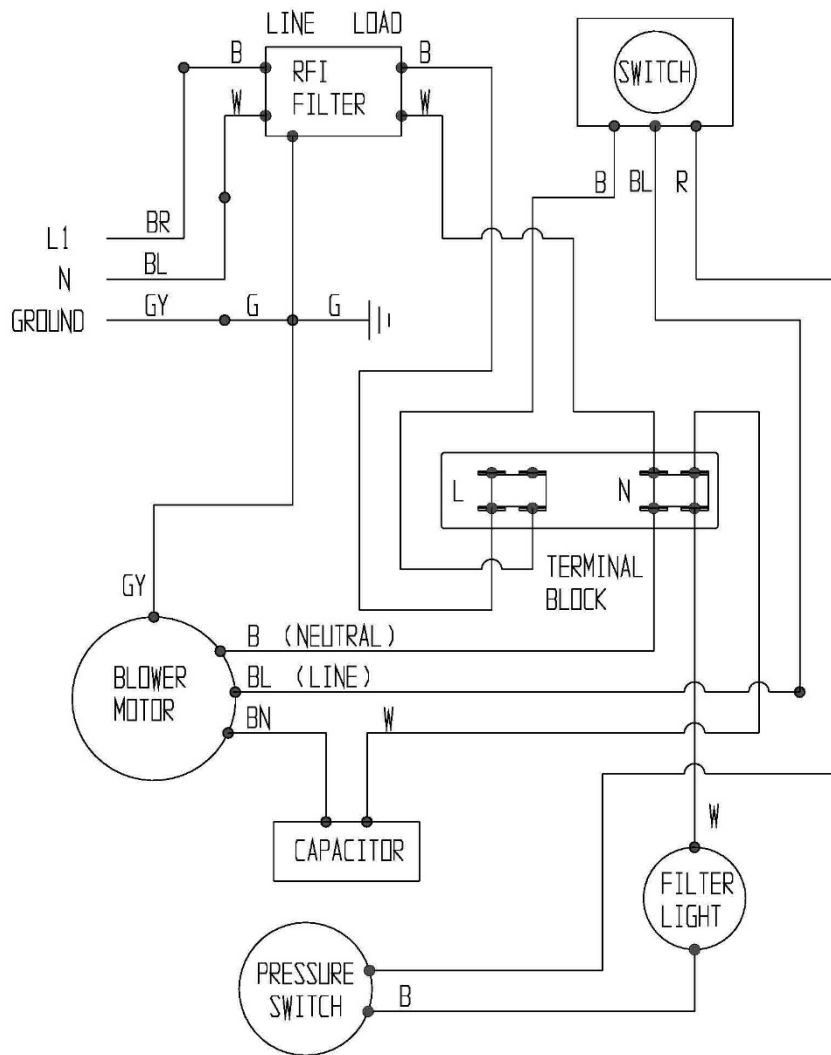 LINE LOAD
B RFI B
W FILTER W
SWITCH
B BL R
L1 BR
N BL
GROUND GY G G
L N
TERMINAL
BLOCK
GY
B (NEUTRAL)
BLOWER
MOTOR
BL (LINE)
BN W
CAPACITOR
W
FILTER
LIGHT
PRESSURE
SWITCH
B